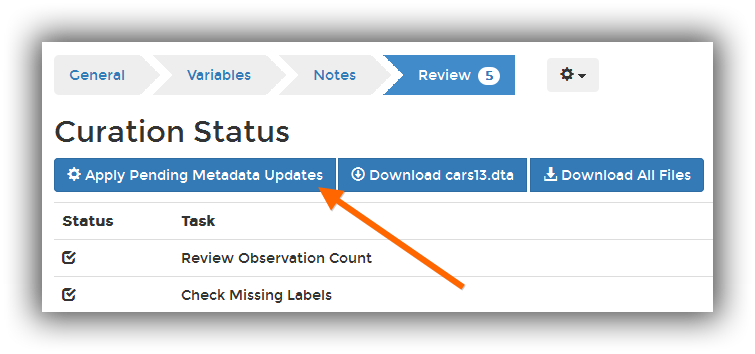 General Variables Notes Review 5
Curation Status
Apply Pending Metadata Updates Download cars13.dta Download All Files
Status Task
Review Observation Count
Check Missing Labels